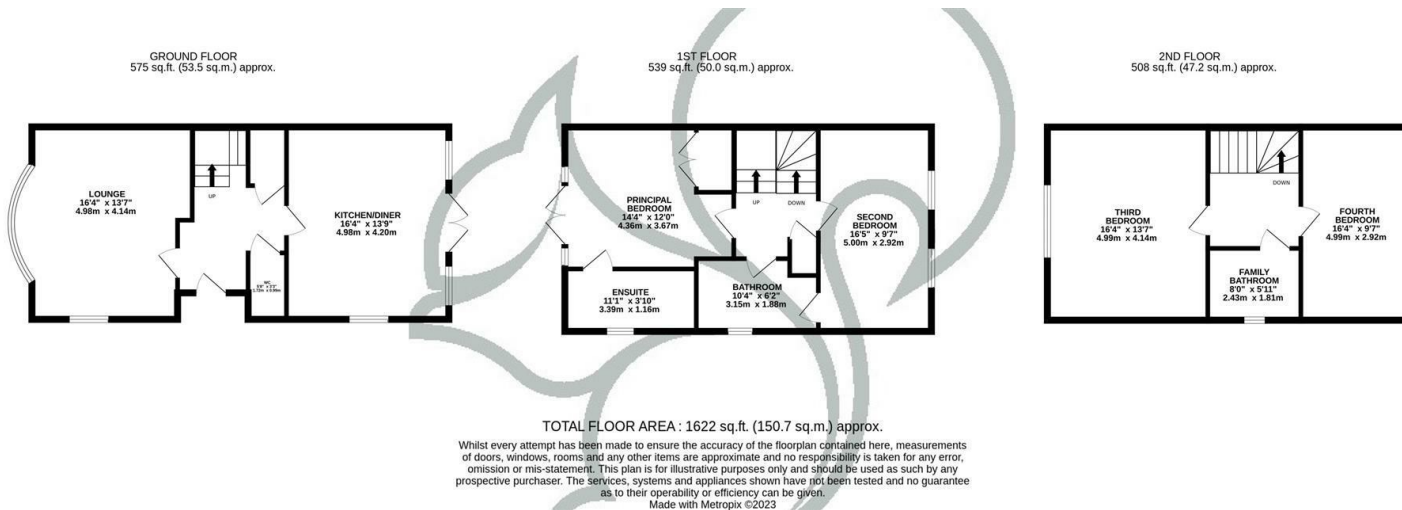 GROUND FLOOR
575 sq.ft. (53.5 sq.m.) approx.
LOUNGE
16'4" x 13'7"
4.98m x 4.14m
UP
WC
KITCHEN/DINER
16'4" x 13'9"
4.98m x 4.20m
1ST FLOOR
539 sq.ft. (50.0 sq.m.) approx.
PRINCIPAL
BEDROOM
14'4" x 12'0"
4.36m x 3.67m
UP
DOWN
SECOND
BEDROOM
16'5" x 9'7"
5.00m x 2.92m
ENSUITE
11'1" x 3'10"
3.39m x 1.16m
BATHROOM
10'4" x 6'2"
3.15m x 1.88m
2ND FLOOR
508 sq.ft. (47.2 sq.m.) approx.
THIRD
BEDROOM
16'4" x 13'7"
4.99m x 4.14m
DOWN
FOURTH
BEDROOM
16'4" x 9'7"
4.99m x 2.92m
FAMILY
BATHROOM
8'0" x 5'11"
2.43m x 1.81m
TOTAL FLOOR AREA : 1622 sq.ft. (150.7 sq.m.) approx.
Whilst every attempt has been made to ensure the accuracy of the floorplan contained here, measurements
of doors, windows, rooms and any other items are approximate and no responsibility is taken for any error,
omission or mis-statement. This plan is for illustrative purposes only and should be used as such by any
prospective purchaser. The services, systems and appliances shown have not been tested and no guarantee
as to their operability or efficiency can be given.
Made with Metropix ©2023